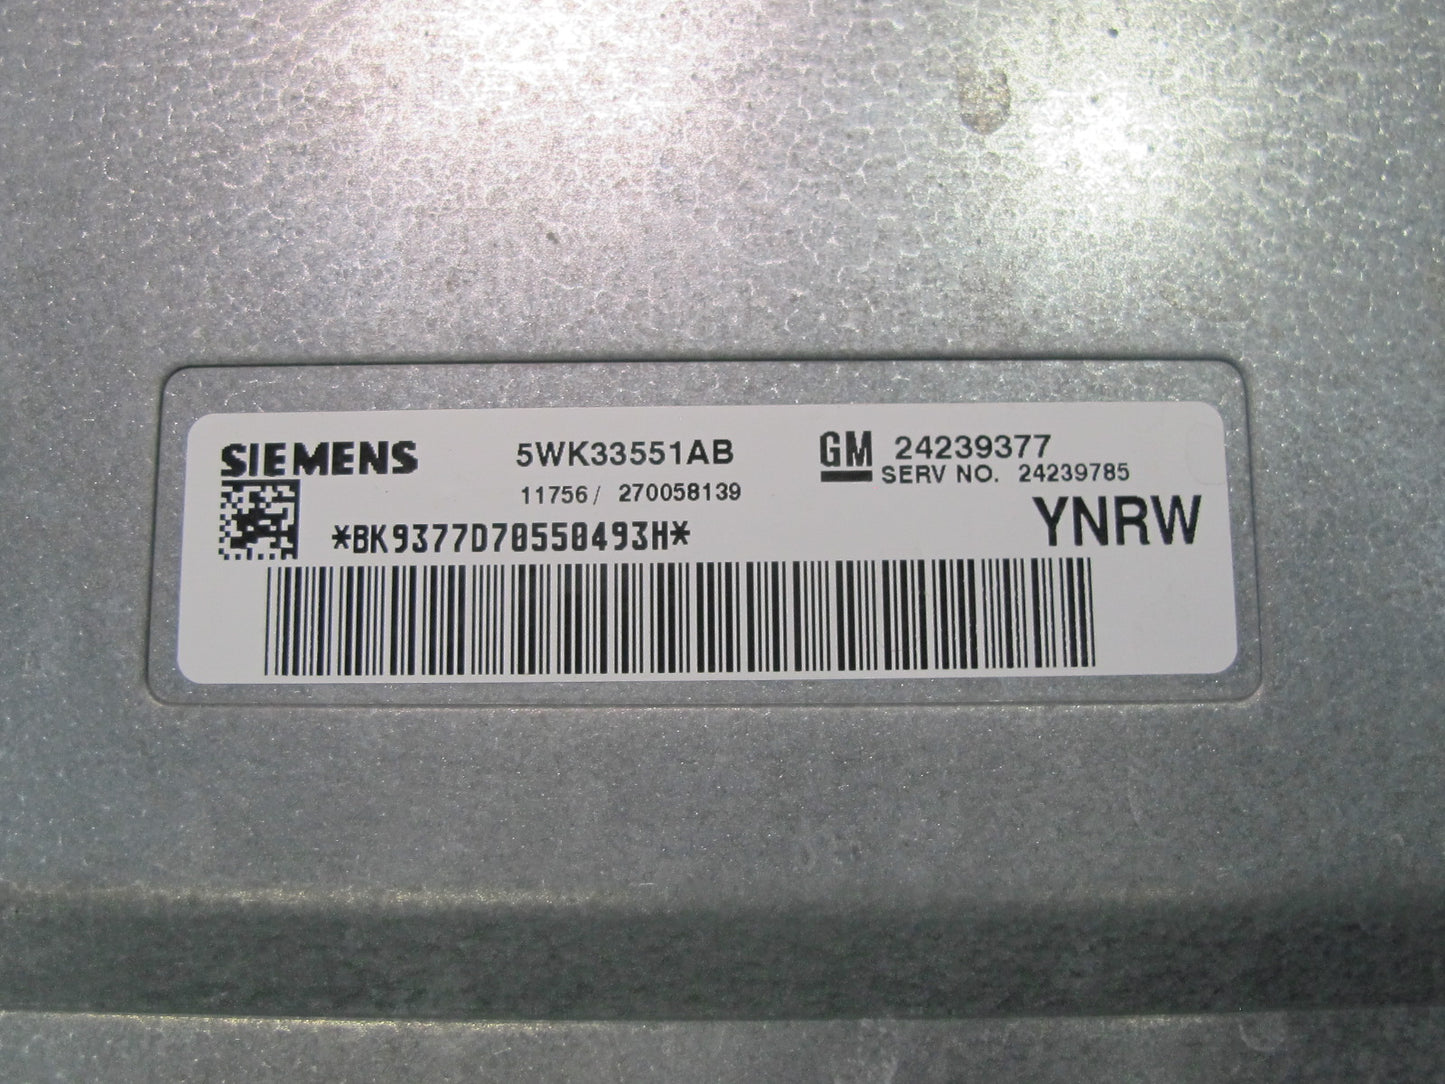 SIEMENS 5WK33551AB GM 24239377
11756 / 270058139 SERV NO. 24239785
*BK9377D70550493H* YNRW